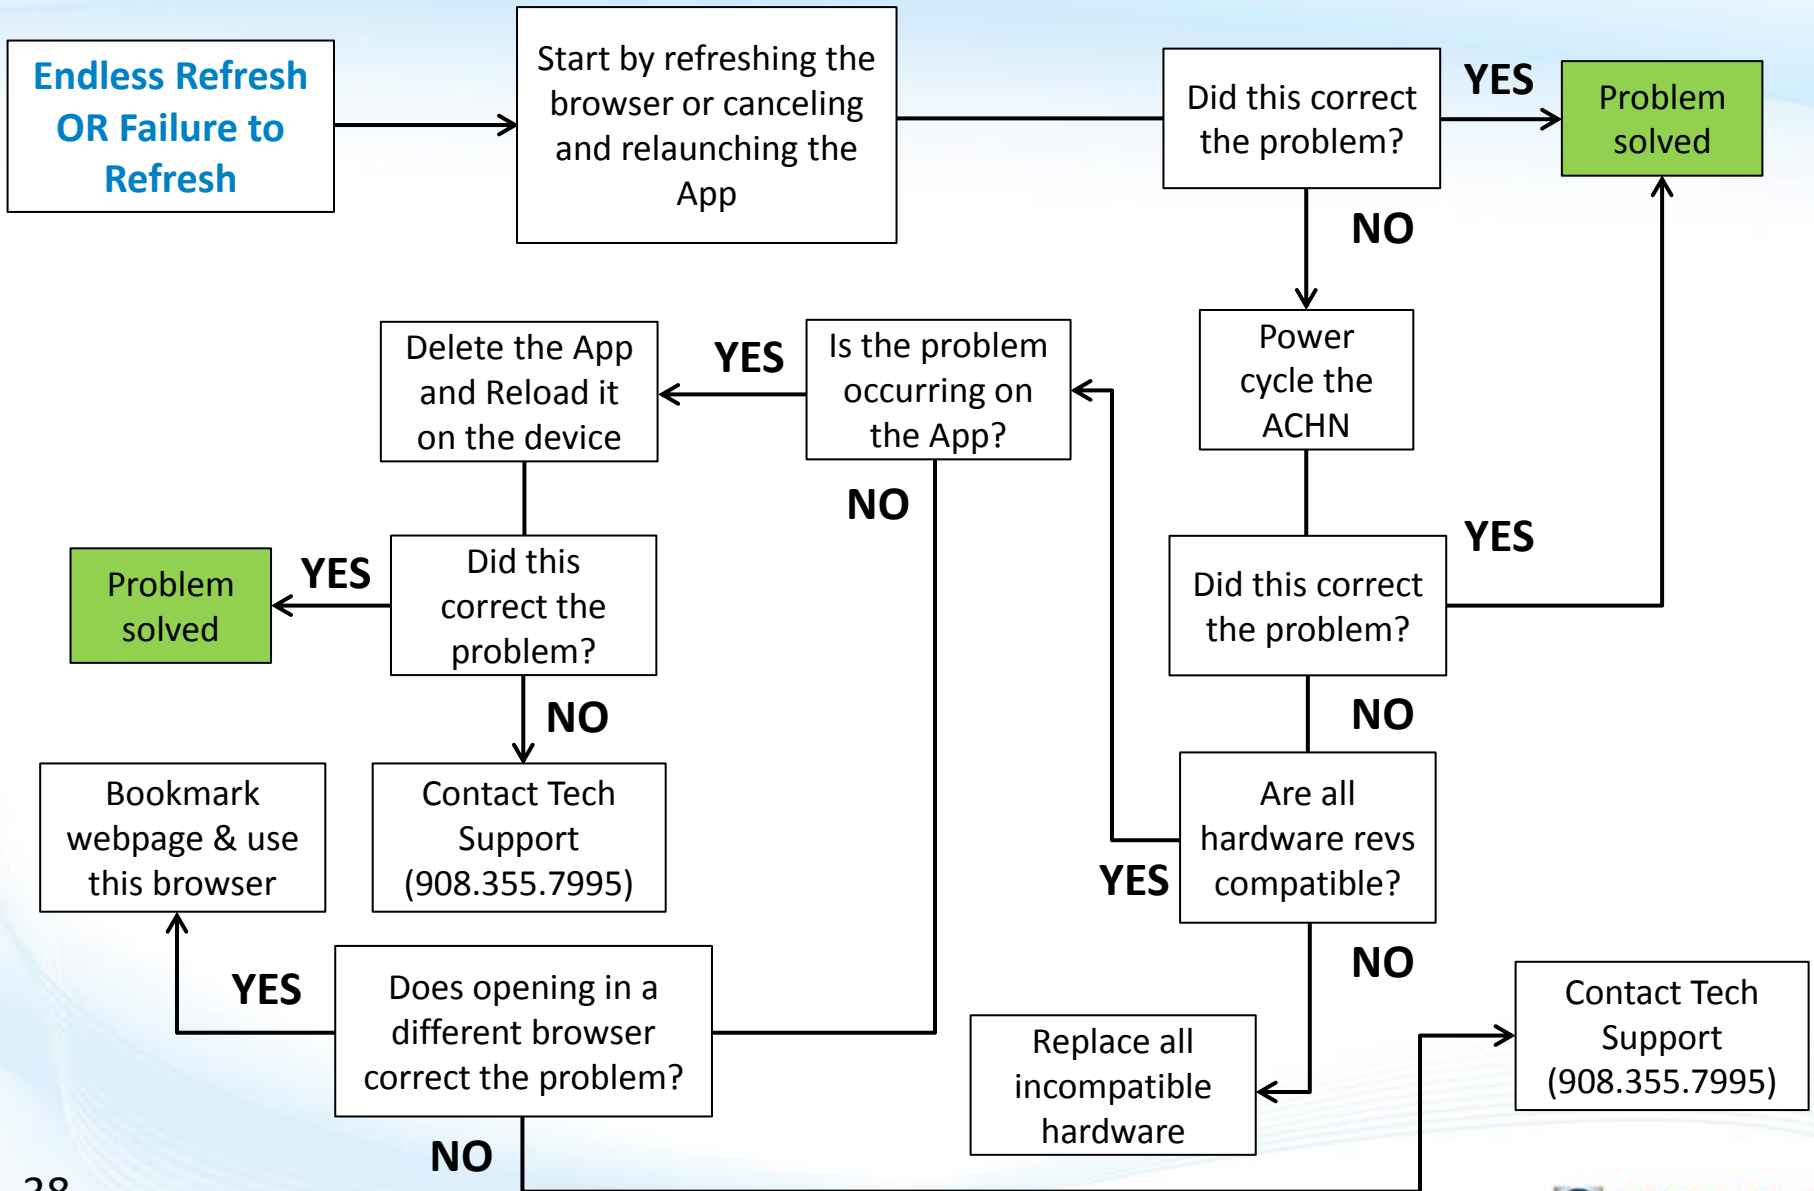 Endless Refresh
OR Failure to
Refresh
Start by refreshing the
browser or canceling
and relaunching the
App
Did this correct
the problem?
YES
Problem
solved
NO
Power
cycle the
ACHN
Is the problem
occurring on
the App?
YES
Delete the App
and Reload it
on the device
NO
Did this correct
the problem?
YES
Did this
correct the
problem?
YES
Problem
solved
NO
NO
Are all
hardware revs
compatible?
YES
NO
Contact Tech
Support
(908.355.7995)
Bookmark
webpage & use
this browser
YES
Does opening in a
different browser
correct the problem?
NO
Replace all
incompatible
hardware
Contact Tech
Support
(908.355.7995)
28